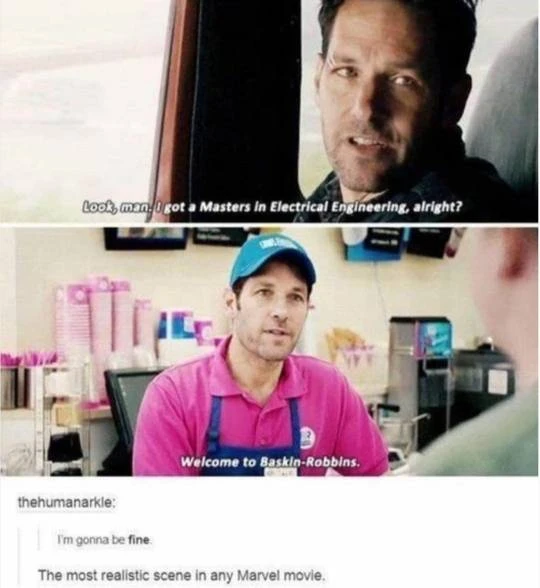 Look, man. I got a Masters in Electrical Engineering, alright?
Welcome to Baskin-Robbins.
thehumanarkle:
I'm gonna be fine.
The most realistic scene in any Marvel movie.